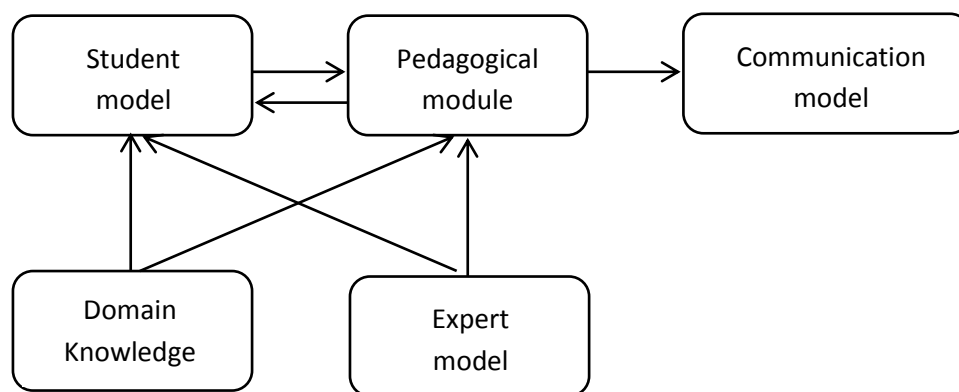 Student
model
Pedagogical
module
Communication
model
Domain
Knowledge
Expert
model